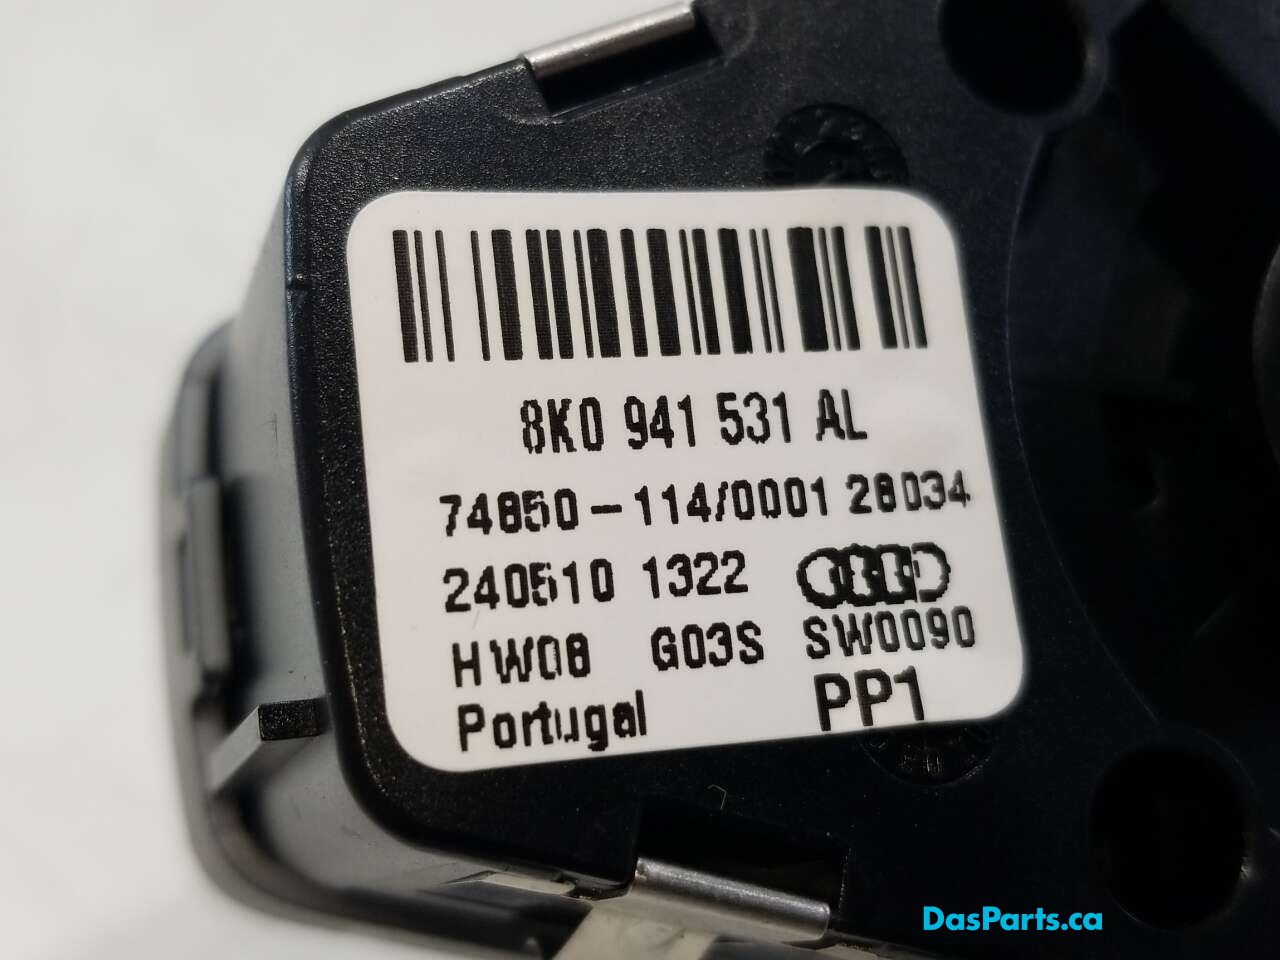 8K0 941 531 AL
74850-114/0001 28034
240510 1322
HW08 G03S SW0090
Portugal PP1
DasParts.ca